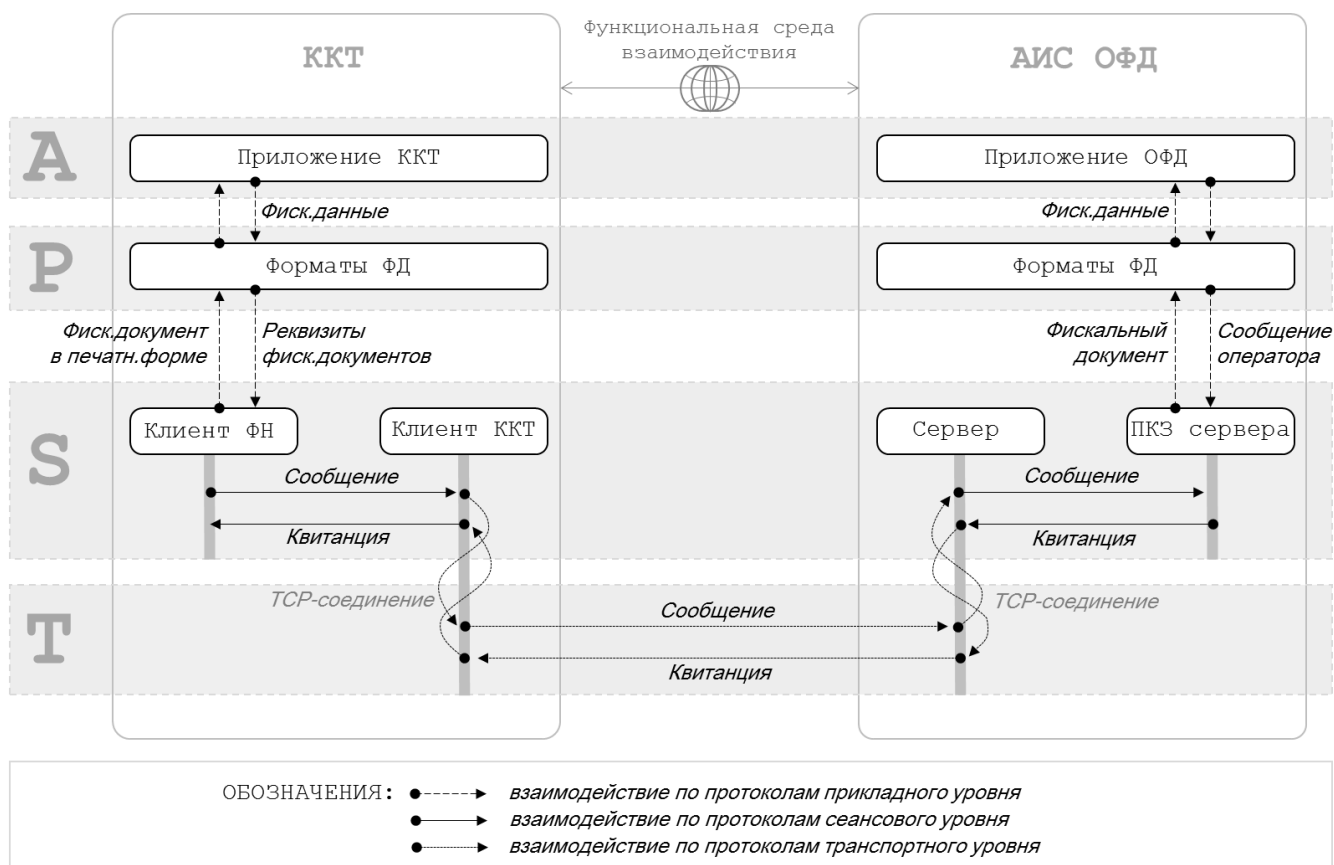 Функциональная среда
взаимодействия
ККТ
АИС ОФД
A
Приложение ККТ
Приложение ОФД
Фиск.данные
Фиск.данные
P
Форматы ФД
Форматы ФД
Фиск.документ
в печатн.форме
Реквизиты
фиск.документов
Фискальный
документ
Сообщение
оператора
S
Клиент ФН
Клиент ККТ
Сервер
ПКЗ сервера
Сообщение
Сообщение
Квитанция
Квитанция
T
TCP-соединение
TCP-соединение
Сообщение
Квитанция
ОБОЗНАЧЕНИЯ:
взаимодействие по протоколам прикладного уровня
взаимодействие по протоколам сеансового уровня
взаимодействие по протоколам транспортного уровня